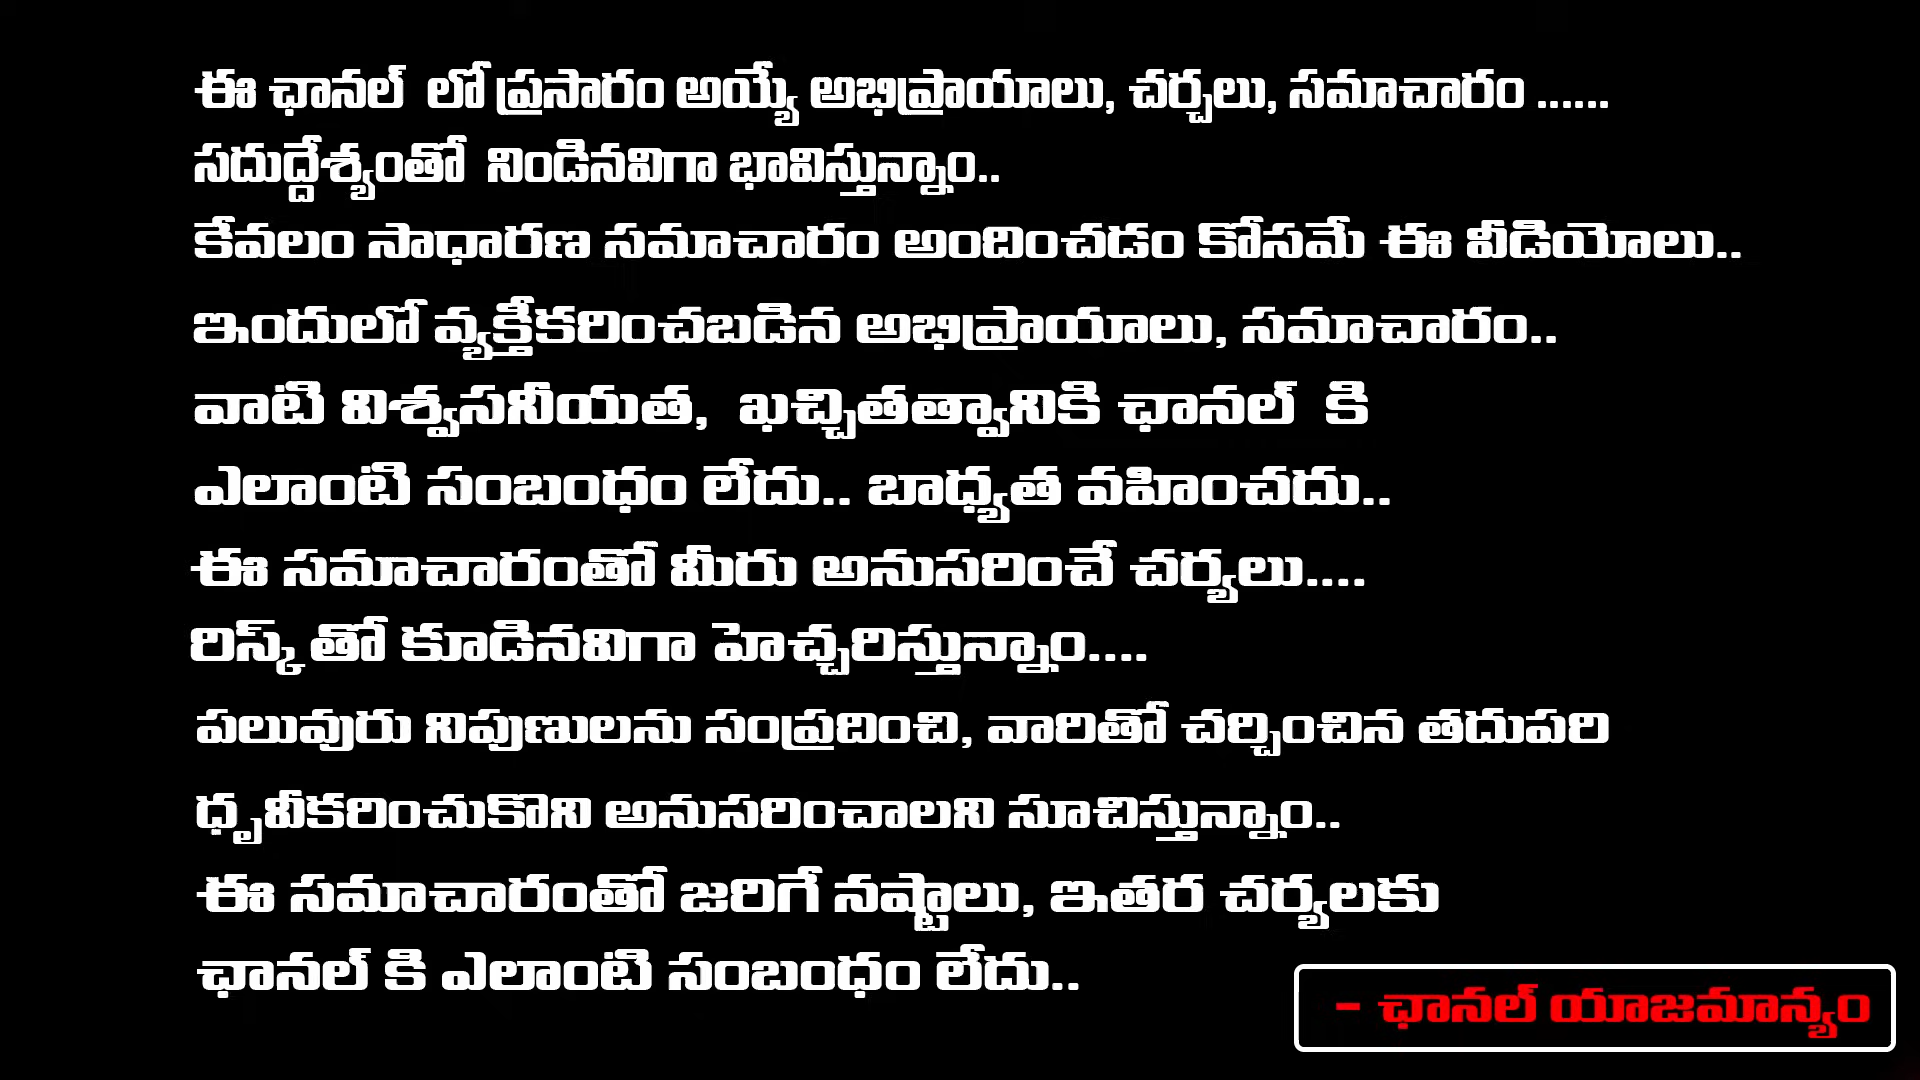 ఈ ఛానల్ లో ప్రసారం అయ్యే అభిప్రాయాలు, చర్చలు, సమాచారం ......
సదుద్దేశ్యంతో నిండినవిగా భావిస్తున్నాం..
కేవలం సాధారణ సమాచారం అందించడం కోసమే ఈ వీడియోలు..
ఇందులో వ్యక్తీకరించబడిన అభిప్రాయాలు, సమాచారం..
వాటి విశ్వసనీయత, ఖచ్చితత్వానికి ఛానల్ కి
ఎలాంటి సంబంధం లేదు.. బాధ్యత వహించదు..
ఈ సమాచారంతో మీరు అనుసరించే చర్యలు....
రిస్క్ తో కూడినవిగా హెచ్చరిస్తున్నాం....
పలువురు నిపుణులను సంప్రదించి, వారితో చర్చించిన తదుపరి
ధృవీకరించుకొని అనుసరించాలని సూచిస్తున్నాం..
ఈ సమాచారంతో జరిగే నష్టాలు, ఇతర చర్యలకు
ఛానల్ కి ఎలాంటి సంబంధం లేదు..
- ఛానల్ యాజమాన్యం